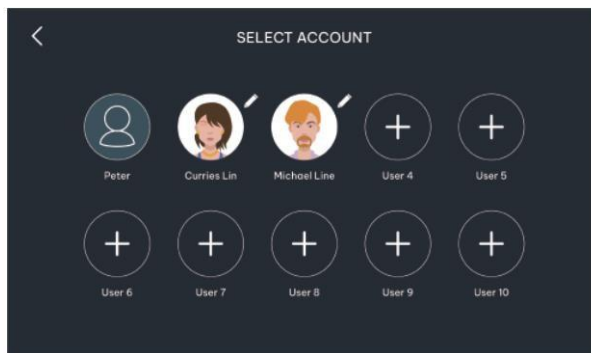 SELECT ACCOUNT
Peter
Curries Lin
Michael Line
User 4
User 5
User 6
User 7
User 8
User 9
User 10